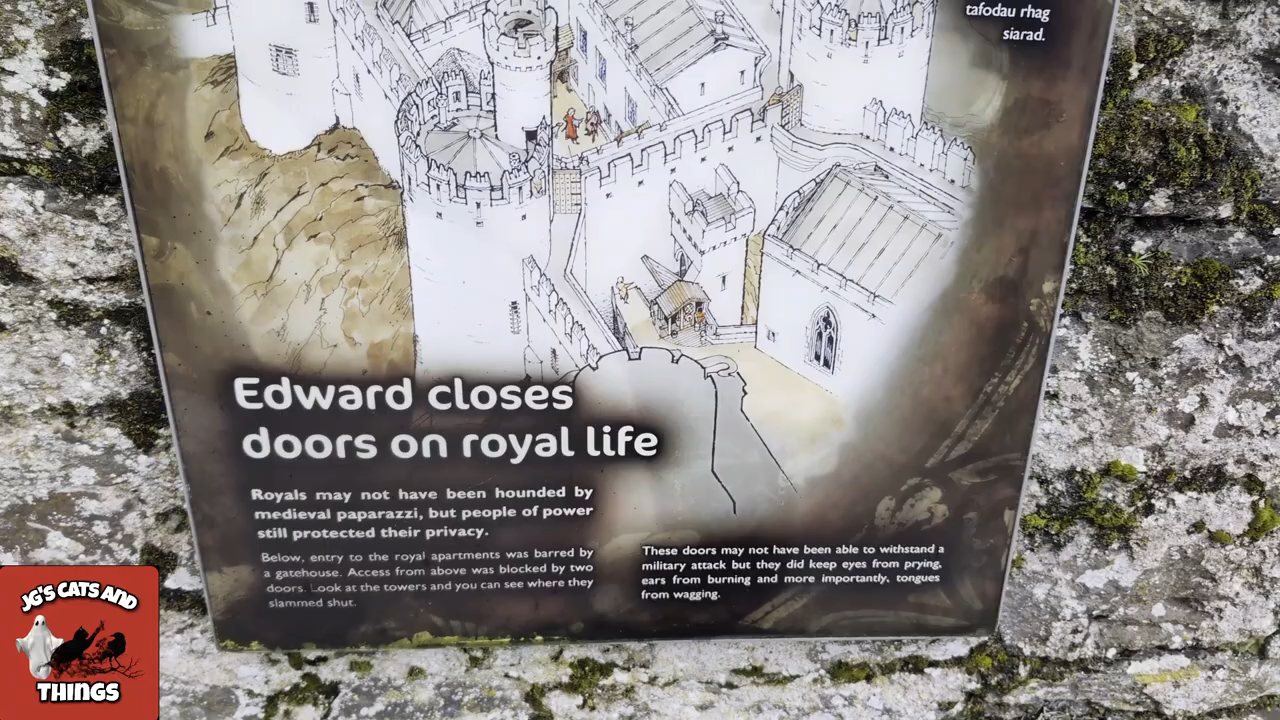 tafodau rhag
siarad.
Edward closes
doors on royal life
Royals may not have been hounded by
medieval paparazzi, but people of power
still protected their privacy.
Below, entry to the royal apartments was barred by
a gatehouse. Access from above was blocked by two
doors. Look at the towers and you can see where they
slammed shut.
These doors may not have been able to withstand a
military attack but they did keep eyes from prying,
ears from burning and more importantly, tongues
from wagging.
JG'S CATS AND
THINGS